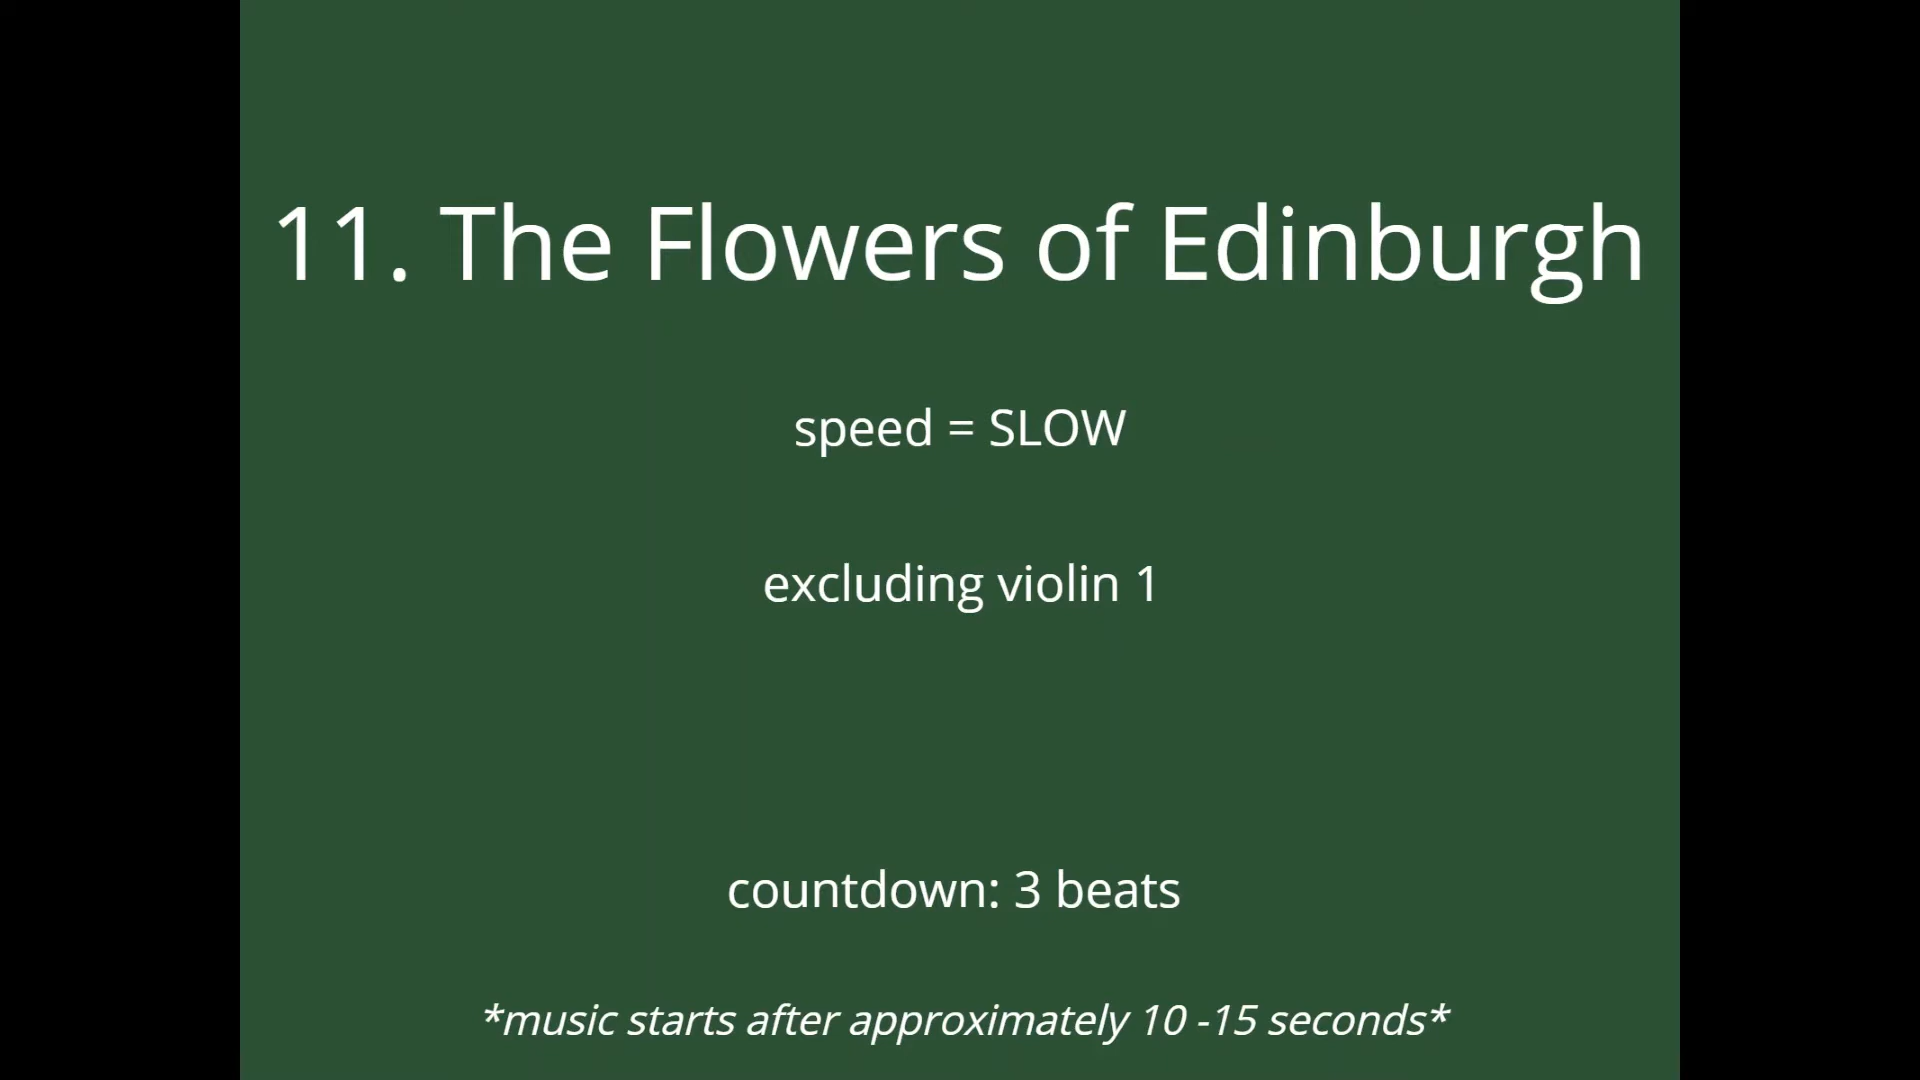 11. The Flowers of Edinburgh
speed = SLOW
excluding violin 1
countdown: 3 beats
*music starts after approximately 10 -15 seconds*